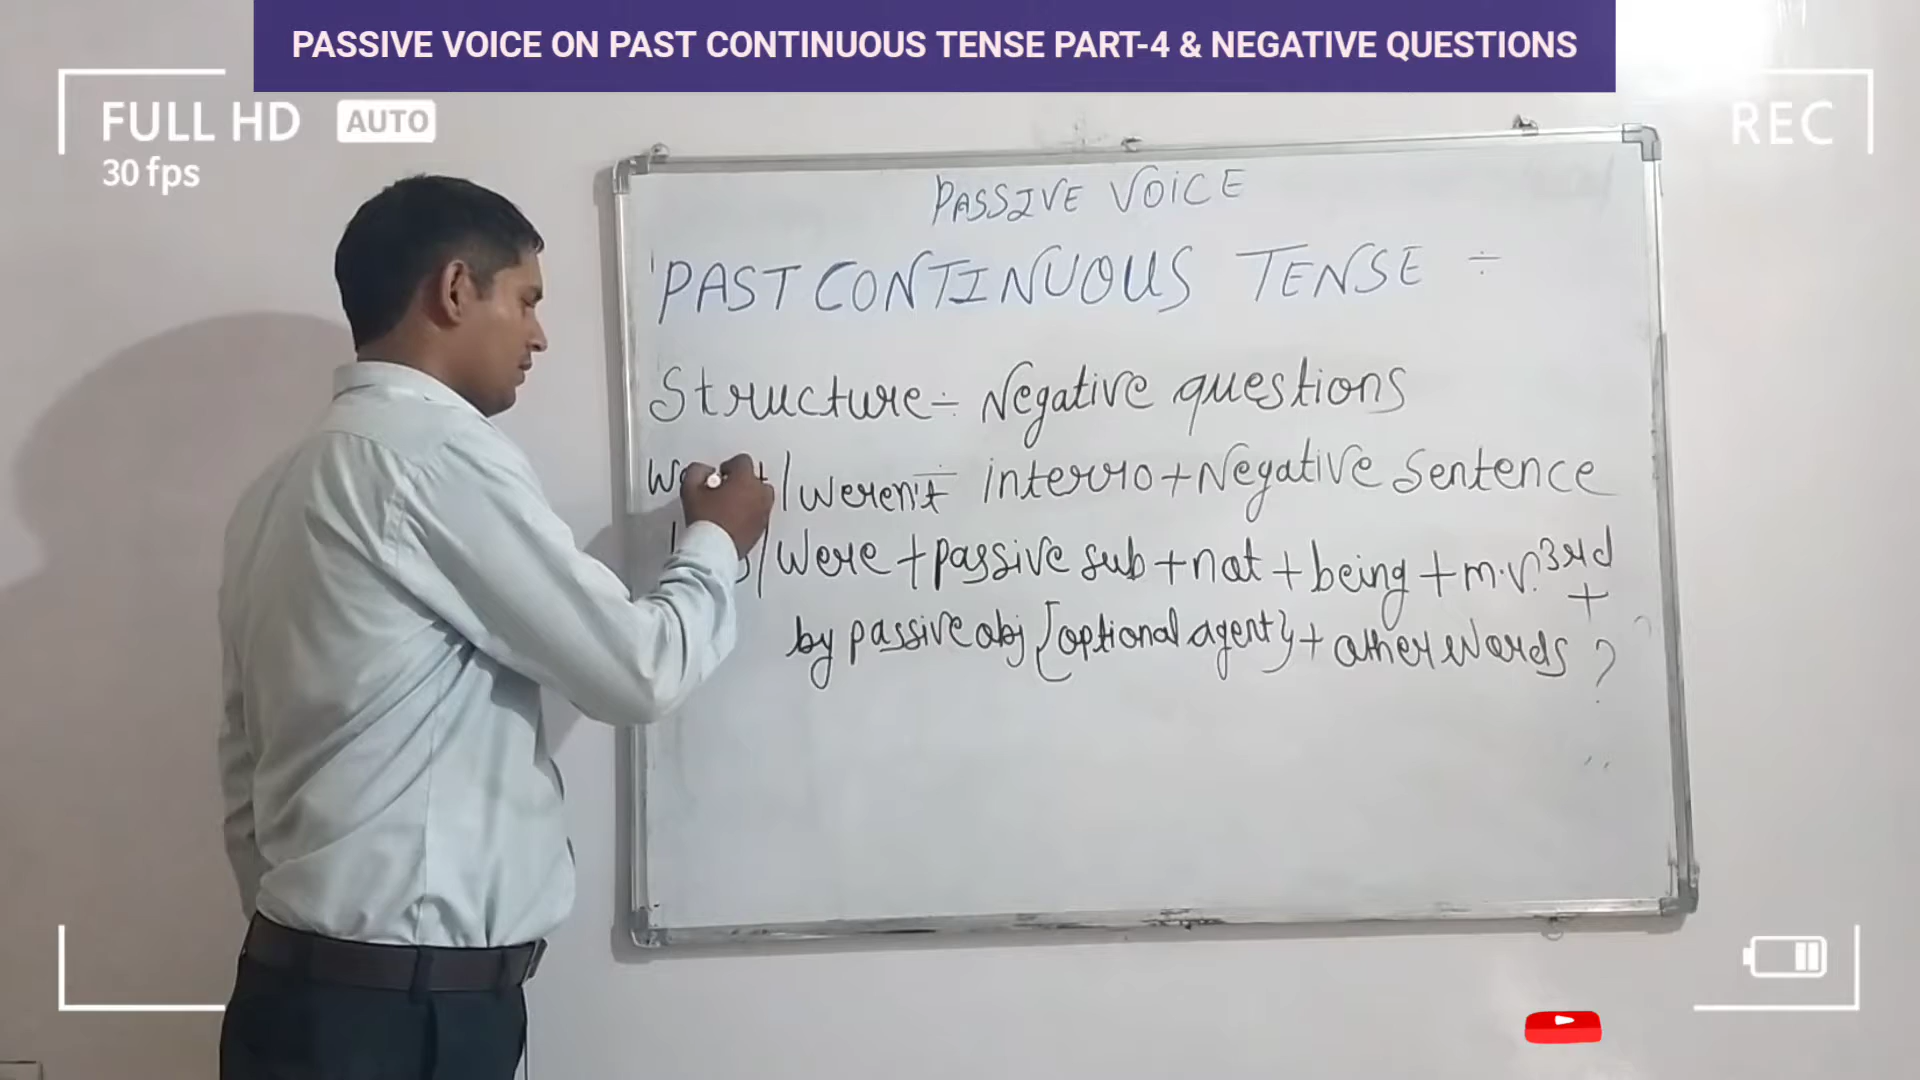 PASSIVE VOICE ON PAST CONTINUOUS TENSE PART-4 & NEGATIVE QUESTIONS
FULL HD AUTO
30 fps
REC
PASSIVE VOICE
PAST CONTINUOUS TENSE ÷
Structure ÷ Negative questions
/ weren't interro + Negative Sentence
/ were + passive sub + not + being + m.v. 3rd +
by passive obj [optional agent} + other words ?